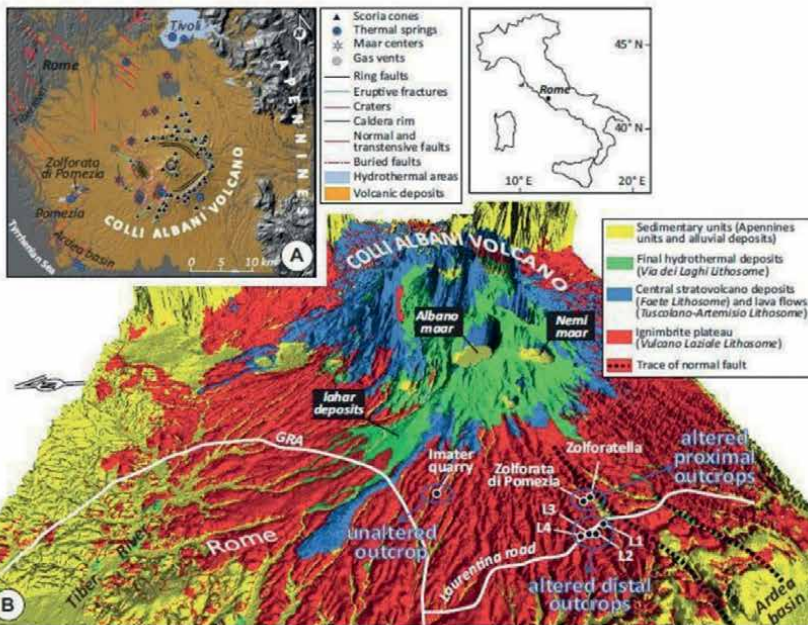 Tivoli
N
Rome
Tiber River
APENNINES
Zolforata
di Pomezia
Pomezia
COLLI ALBANI VOLCANO
Ardea basin
Tyrrhenian Sea
0 5 10 km
A
Scoria cones
Thermal springs
Maar centers
Gas vents
Ring faults
Eruptive fractures
Craters
Caldera rim
Normal and
transtensive faults
Buried faults
Hydrothermal areas
Volcanic deposits
45° N
Rome
42° N
10° E
20° E
COLLI ALBANI VOLCANO
Sedimentary units (Apennines
units and alluvial deposits)
Final hydrothermal deposits
(Via dei Laghi Lithosome)
Central stratovolcano deposits
(Faete Lithosome) and lava flows
(Tuscolano-Artemisio Lithosome)
Ignimbrite plateau
(Vulcano Laziale Lithosome)
Trace of normal fault
Albano
maar
Nemi
maar
N
lahar
deposits
GRA
Imater
quarry
Zolforatella
Zolforata
di Pomezia
altered
proximal
outcrops
L3
L4
L1
L2
unaltered
outcrop
Rome
Tiber River
Laurentina road
altered distal
outcrops
Ardea
basin
B